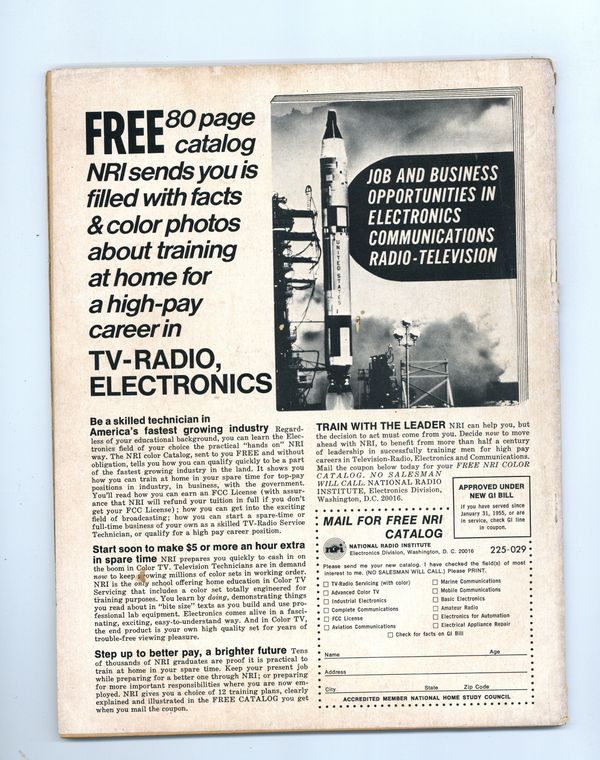 FREE 80 page
catalog
NRI sends you is
filled with facts
& color photos
about training
at home for
a high-pay
career in
TV-RADIO,
ELECTRONICS
JOB AND BUSINESS
OPPORTUNITIES IN
ELECTRONICS
COMMUNICATIONS
RADIO-TELEVISION
UNITED STATES
Be a skilled technician in
America's fastest growing industry Regard-
less of your educational background, you can learn the Elec-
tronics field of your choice the practical "hands on" NRI
way. The NRI color Catalog, sent to you FREE and without
obligation, tells you how you can qualify quickly to be a part
of the fastest growing industry in the land. It shows you
how you can train at home in your spare time for top-pay
positions in industry, in business, with the government.
You'll read how you can earn an FCC License (with assur-
ance that NRI will refund your tuition in full if you don't
get your FCC License); how you can get into the exciting
field of broadcasting; how you can start a spare-time or
full-time business of your own as a skilled TV-Radio Service
Technician, or qualify for a high pay career position.
Start soon to make $5 or more an hour extra
in spare time NRI prepares you quickly to cash in on
the boom in Color TV. Television Technicians are in demand
now to keep growing millions of color sets in working order.
NRI is the only school offering home education in Color TV
Servicing that includes a color set totally engineered for
training purposes. You learn by doing, demonstrating things
you read about in "bite size" texts as you build and use pro-
fessional lab equipment. Electronics comes alive in a fasci-
nating, exciting, easy-to-understand way. And in Color TV,
the end product is your own high quality set for years of
trouble-free viewing pleasure.
Step up to better pay, a brighter future Tens
of thousands of NRI graduates are proof it is practical to
train at home in your spare time. Keep your present job
while preparing for a better one through NRI; or preparing
for more important responsibilities where you are now em-
ployed. NRI gives you a choice of 12 training plans, clearly
explained and illustrated in the FREE CATALOG you get
when you mail the coupon.
TRAIN WITH THE LEADER NRI can help you, but
the decision to act must come from you. Decide now to move
ahead with NRI, to benefit from more than half a century
of leadership in successfully training men for high pay
careers in Television-Radio, Electronics and Communications.
Mail the coupon below today for your FREE NRI COLOR
CATALOG. NO SALESMAN
WILL CALL. NATIONAL RADIO
INSTITUTE, Electronics Division,
Washington, D.C. 20016.
APPROVED UNDER
NEW GI BILL
If you have served since
January 31, 1955, or are
in service, check GI line
in coupon.
MAIL FOR FREE NRI
CATALOG
nri NATIONAL RADIO INSTITUTE
Electronics Division, Washington, D. C. 20016 225-029
Please send me your new catalog. I have checked the field(s) of most
interest to me. (NO SALESMAN WILL CALL.) Please PRINT.
TV-Radio Servicing (with color)
Advanced Color TV
Industrial Electronics
Complete Communications
FCC License
Aviation Communications
Marine Communications
Mobile Communications
Basic Electronics
Amateur Radio
Electronics for Automation
Electrical Appliance Repair
Check for facts on GI Bill
Name Age
Address
City State Zip Code
ACCREDITED MEMBER NATIONAL HOME STUDY COUNCIL